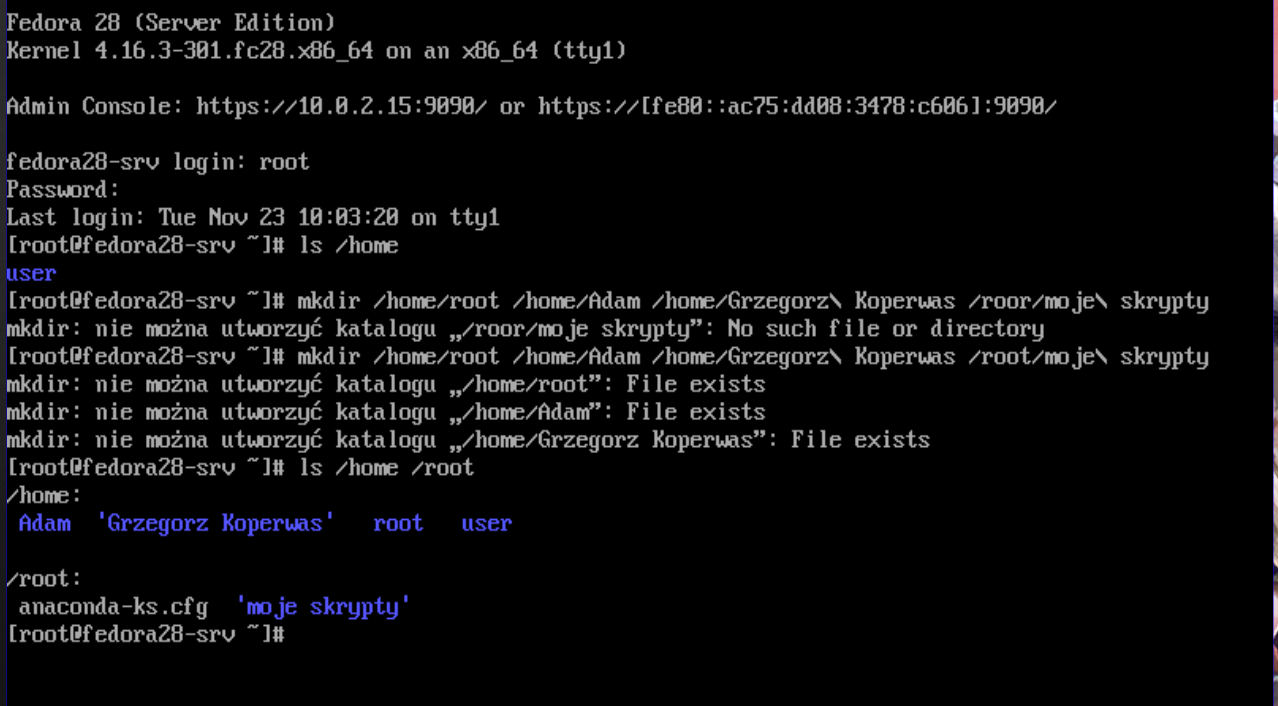 Fedora 28 (Server Edition)
Kernel 4.16.3-301.fc28.x86_64 on an x86_64 (tty1)
Admin Console: https://10.0.2.15:9090/ or https://[fe80::ac75:dd08:3478:c606]:9090/
fedora28-srv login: root
Password:
Last login: Tue Nov 23 10:03:20 on tty1
[root@fedora28-srv ~]# ls /home
user
[root@fedora28-srv ~]# mkdir /home/root /home/Adam /home/Grzegorz\ Koperwas /roor/moje\ skrypty
mkdir: nie można utworzyć katalogu „/roor/moje skrypty”: No such file or directory
[root@fedora28-srv ~]# mkdir /home/root /home/Adam /home/Grzegorz\ Koperwas /root/moje\ skrypty
mkdir: nie można utworzyć katalogu „/home/root”: File exists
mkdir: nie można utworzyć katalogu „/home/Adam”: File exists
mkdir: nie można utworzyć katalogu „/home/Grzegorz Koperwas”: File exists
[root@fedora28-srv ~]# ls /home /root
/home:
Adam  'Grzegorz Koperwas'   root   user
/root:
anaconda-ks.cfg  'moje skrypty'
[root@fedora28-srv ~]#